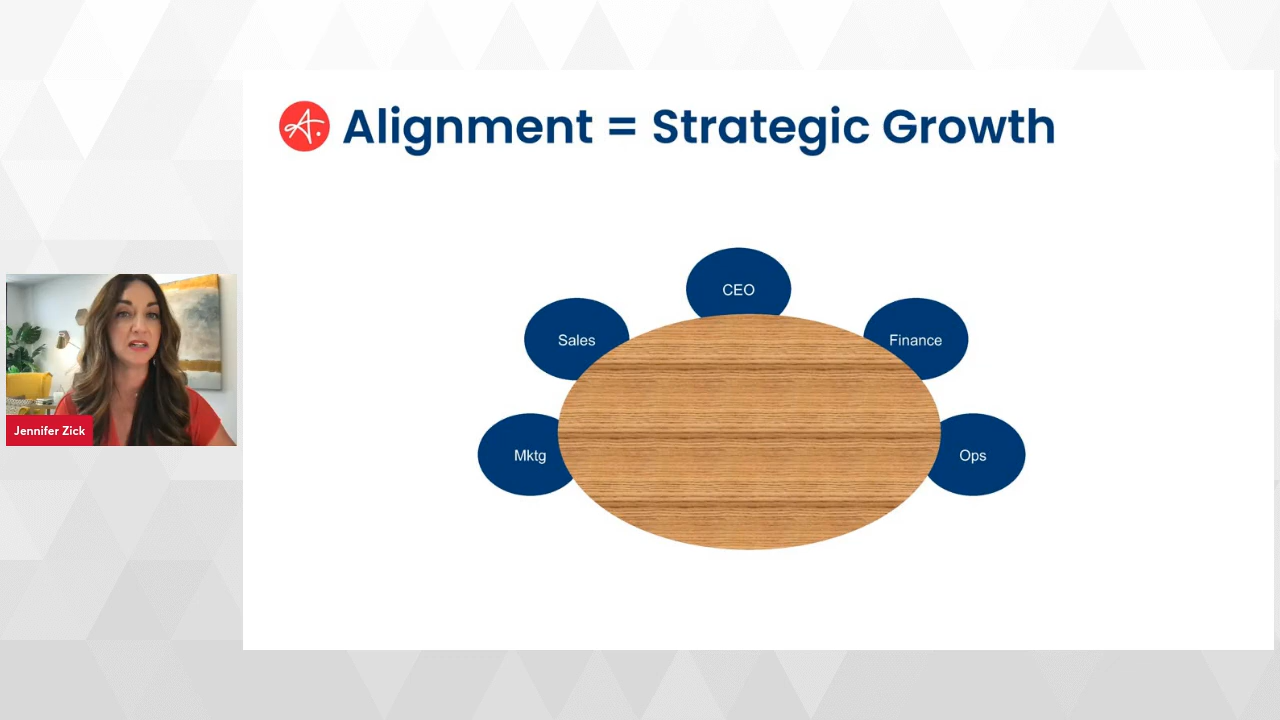 Alignment = Strategic Growth
CEO
Sales
Finance
Mktg
Ops
Jennifer Zick